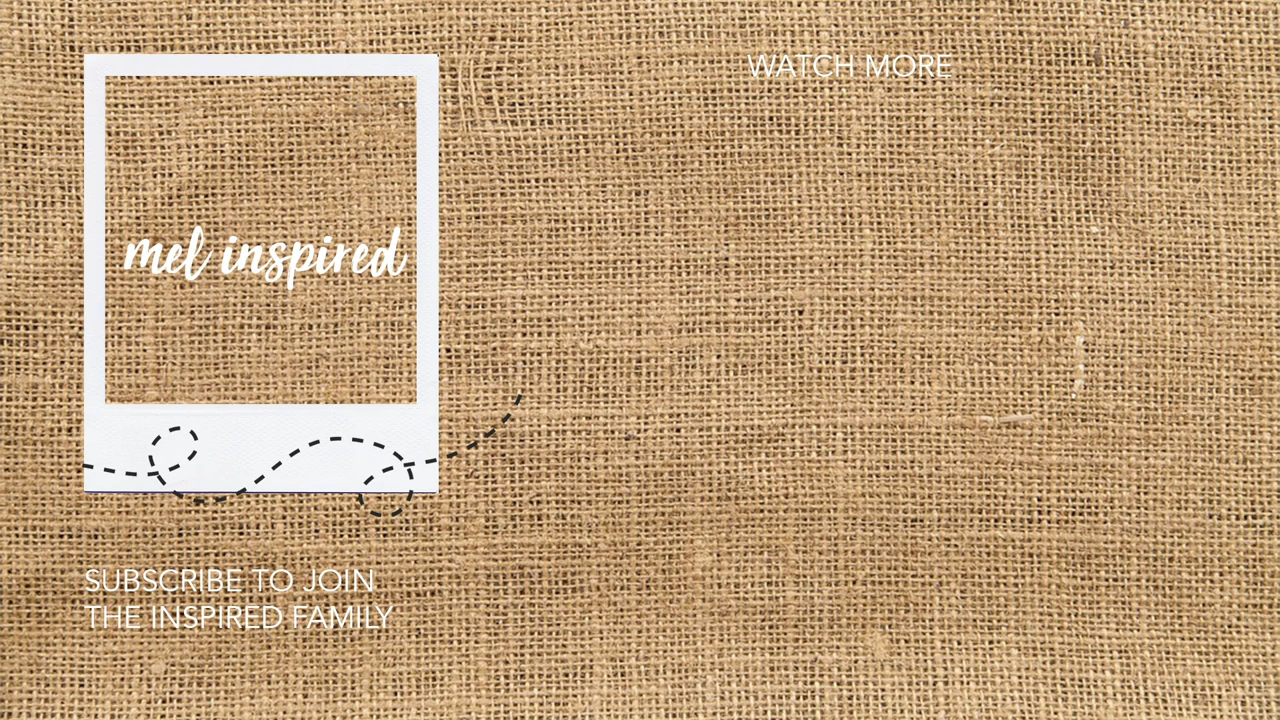 WATCH MORE
mel inspired
SUBSCRIBE TO JOIN
THE INSPIRED FAMILY